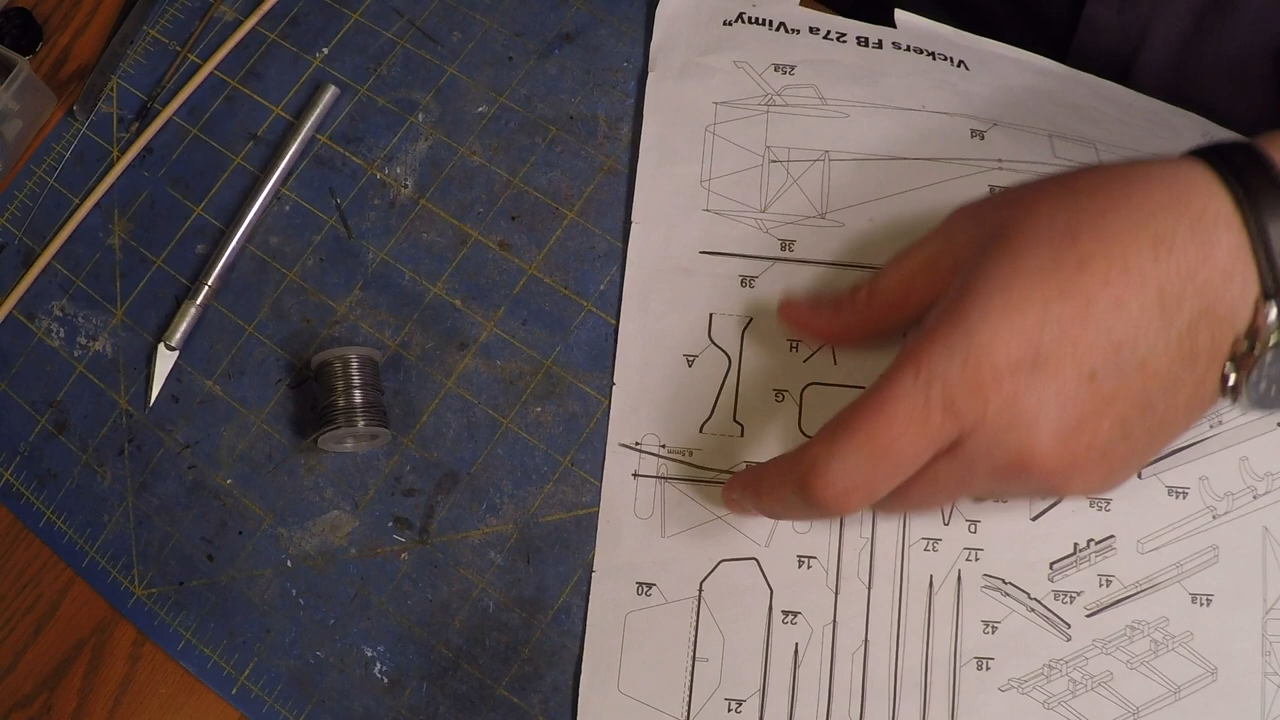 Vickers FB 27a “Vimy”
25a
6d
38
39
A
H
G
6,5mm
D
25a
44a
14
37
17
41
42a
41a
42
20
22
18
21